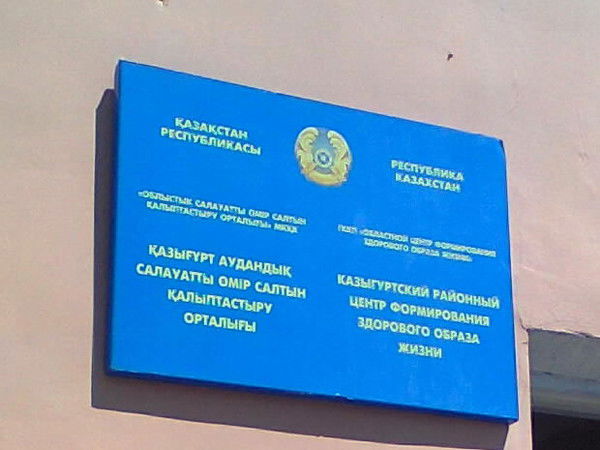 ҚАЗАҚСТАН
РЕСПУБЛИКАСЫ
«ОБЛЫСТЫҚ САЛАУАТТЫ ӨМІР САЛТЫН
ҚАЛЫПТАСТЫРУ ОРТАЛЫҒЫ» МКҚК
ҚАЗЫҒҰРТ АУДАНДЫҚ
САЛАУАТТЫ ӨМІР САЛТЫН
ҚАЛЫПТАСТЫРУ
ОРТАЛЫҒЫ
РЕСПУБЛИКА
КАЗАХСТАН
ГККП «ОБЛАСТНОЙ ЦЕНТР ФОРМИРОВАНИЯ
ЗДОРОВОГО ОБРАЗА ЖИЗНИ»
КАЗЫГУРТСКИЙ РАЙОННЫЙ
ЦЕНТР ФОРМИРОВАНИЯ
ЗДОРОВОГО ОБРАЗА
ЖИЗНИ